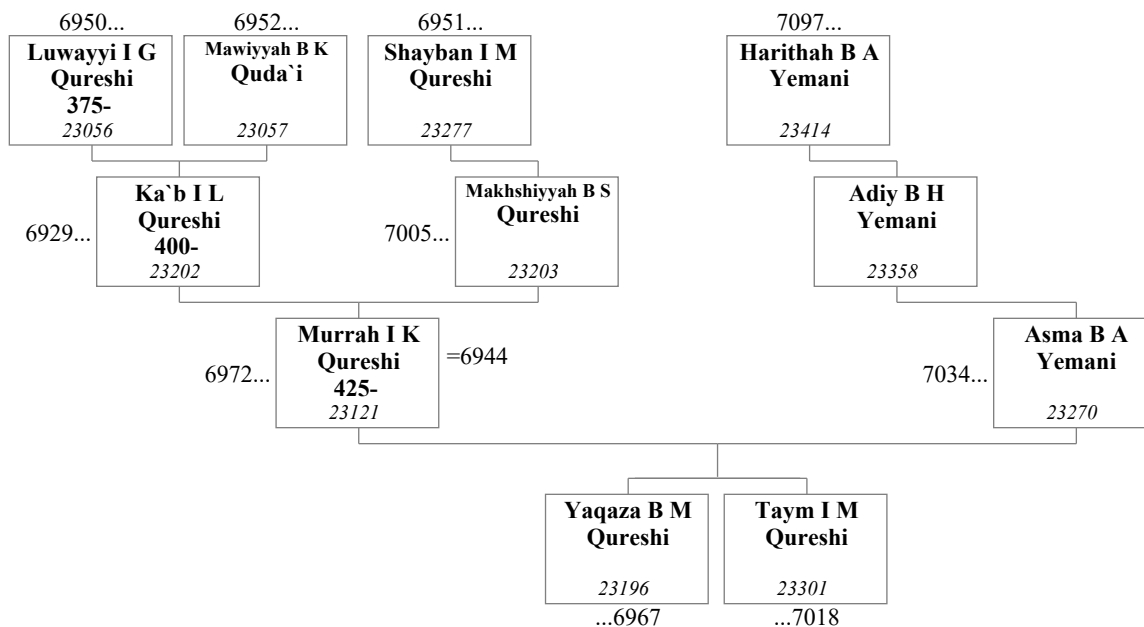 6950...
6952...
6951...
7097...
Luwayyi I G
Qureshi
375-
23056
Mawiyyah B K
Quda`i
23057
Shayban I M
Qureshi
23277
Harithah B A
Yemani
23414
6929...
Ka`b I L
Qureshi
400-
23202
7005...
Makhshiyyah B S
Qureshi
23203
Adiy B H
Yemani
23358
6972...
Murrah I K
Qureshi
425-
23121
=6944
7034...
Asma B A
Yemani
23270
Yaqaza B M
Qureshi
23196
Taym I M
Qureshi
23301
...6967
...7018